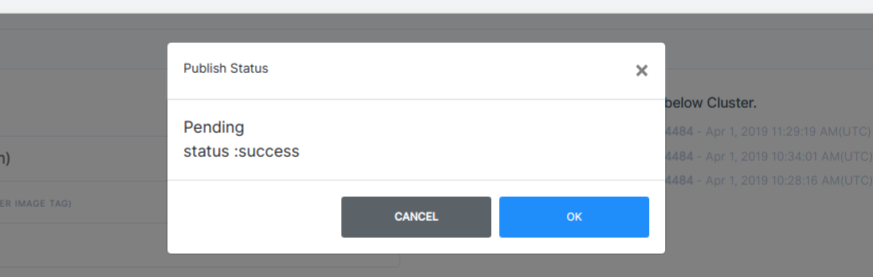 Publish Status
×
below Cluster.
Pending
status :success
4484 - Apr 1, 2019 11:29:19 AM(UTC)
4484 - Apr 1, 2019 10:34:01 AM(UTC)
4484 - Apr 1, 2019 10:28:16 AM(UTC)
ER IMAGE TAG)
CANCEL
OK